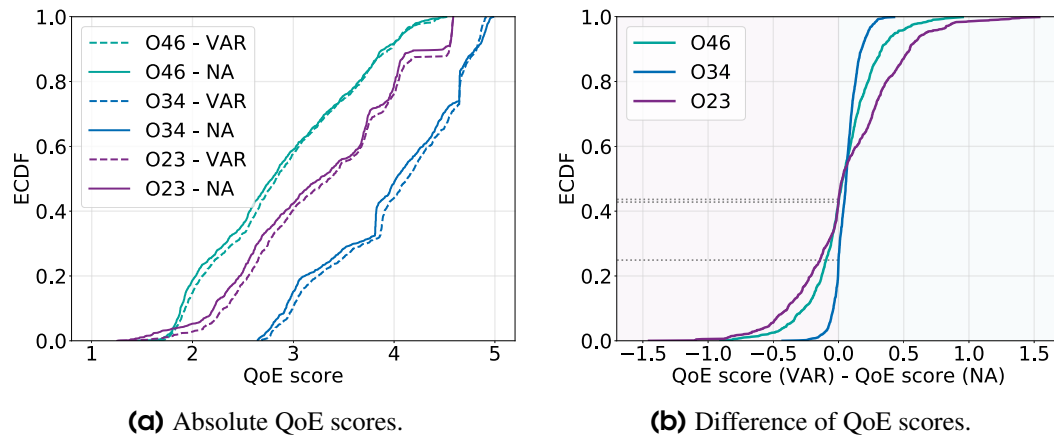 1.0
0.8
0.6
0.4
0.2
0.0
ECDF
O46 - VAR
O46 - NA
O34 - VAR
O34 - NA
O23 - VAR
O23 - NA
1 2 3 4 5
QoE score
(a) Absolute QoE scores.
1.0
0.8
0.6
0.4
0.2
0.0
ECDF
O46
O34
O23
−1.5 −1.0 −0.5 0.0 0.5 1.0 1.5
QoE score (VAR) - QoE score (NA)
(b) Difference of QoE scores.